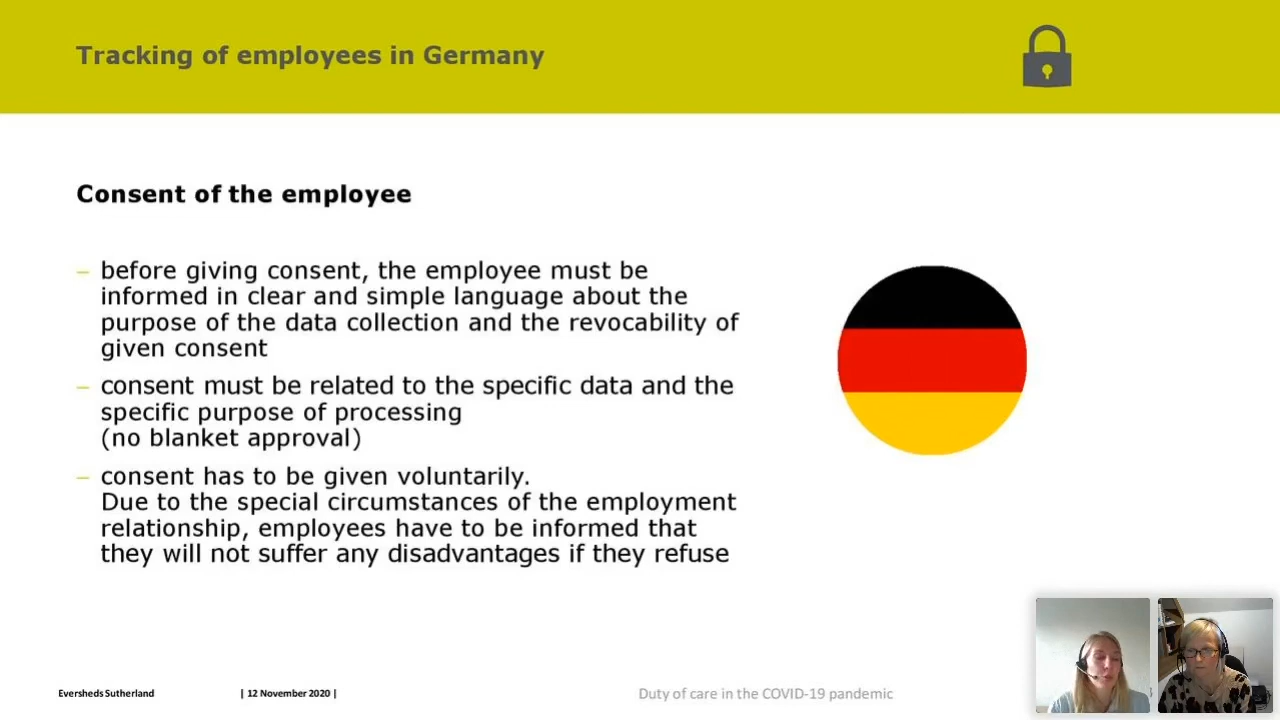 Tracking of employees in Germany
Consent of the employee
– before giving consent, the employee must be
informed in clear and simple language about the
purpose of the data collection and the revocability of
given consent
– consent must be related to the specific data and the
specific purpose of processing
(no blanket approval)
– consent has to be given voluntarily.
Due to the special circumstances of the employment
relationship, employees have to be informed that
they will not suffer any disadvantages if they refuse
Eversheds Sutherland | 12 November 2020 | Duty of care in the COVID-19 pandemic